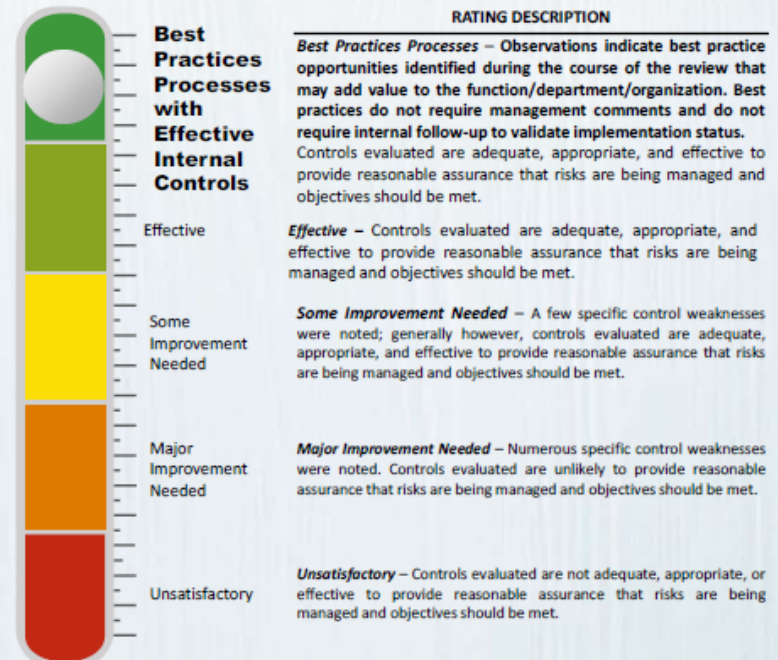 RATING DESCRIPTION
Best
Practices
Processes
with
Effective
Internal
Controls
Best Practices Processes – Observations indicate best practice
opportunities identified during the course of the review that
may add value to the function/department/organization. Best
practices do not require management comments and do not
require internal follow-up to validate implementation status.
Controls evaluated are adequate, appropriate, and effective to
provide reasonable assurance that risks are being managed and
objectives should be met.
Effective
Effective – Controls evaluated are adequate, appropriate, and
effective to provide reasonable assurance that risks are being
managed and objectives should be met.
Some
Improvement
Needed
Some Improvement Needed – A few specific control weaknesses
were noted; generally however, controls evaluated are adequate,
appropriate, and effective to provide reasonable assurance that risks
are being managed and objectives should be met.
Major
Improvement
Needed
Major Improvement Needed – Numerous specific control weaknesses
were noted. Controls evaluated are unlikely to provide reasonable
assurance that risks are being managed and objectives should be met.
Unsatisfactory
Unsatisfactory – Controls evaluated are not adequate, appropriate, or
effective to provide reasonable assurance that risks are being
managed and objectives should be met.